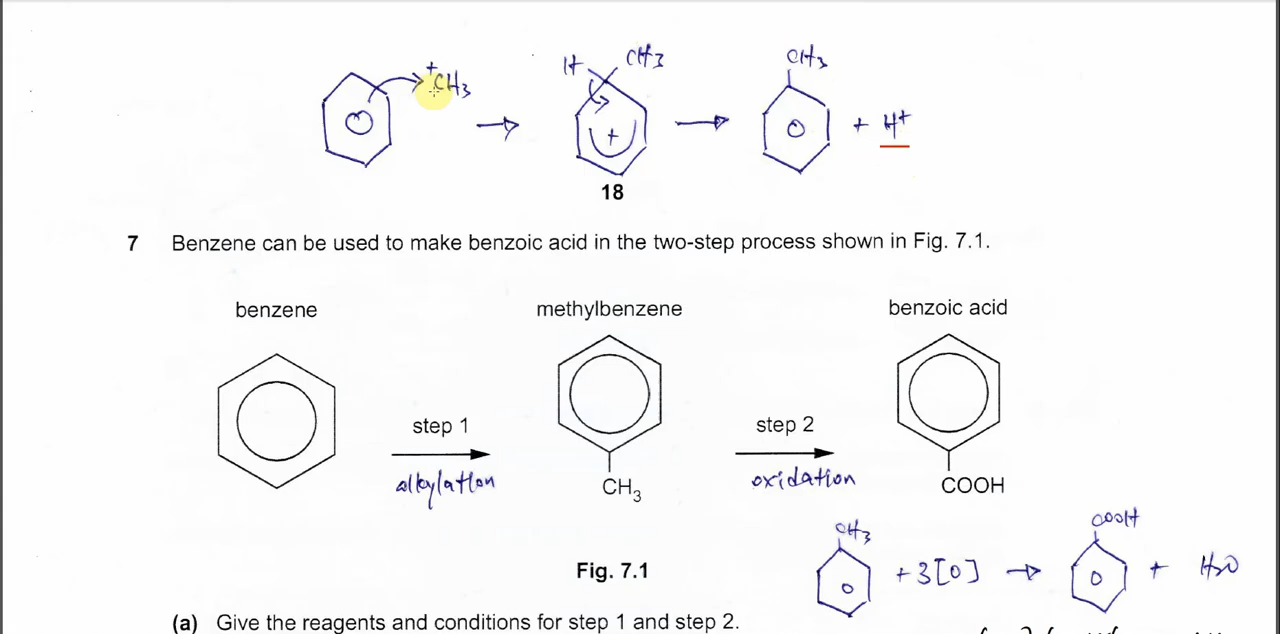 +CH3
H CH3
+
CH3
+ H+
18
7 Benzene can be used to make benzoic acid in the two-step process shown in Fig. 7.1.
benzene methylbenzene benzoic acid
step 1 step 2
alkylation oxidation
CH3 COOH
CH3 + 3[O] → COOH + H2O
Fig. 7.1
(a) Give the reagents and conditions for step 1 and step 2.